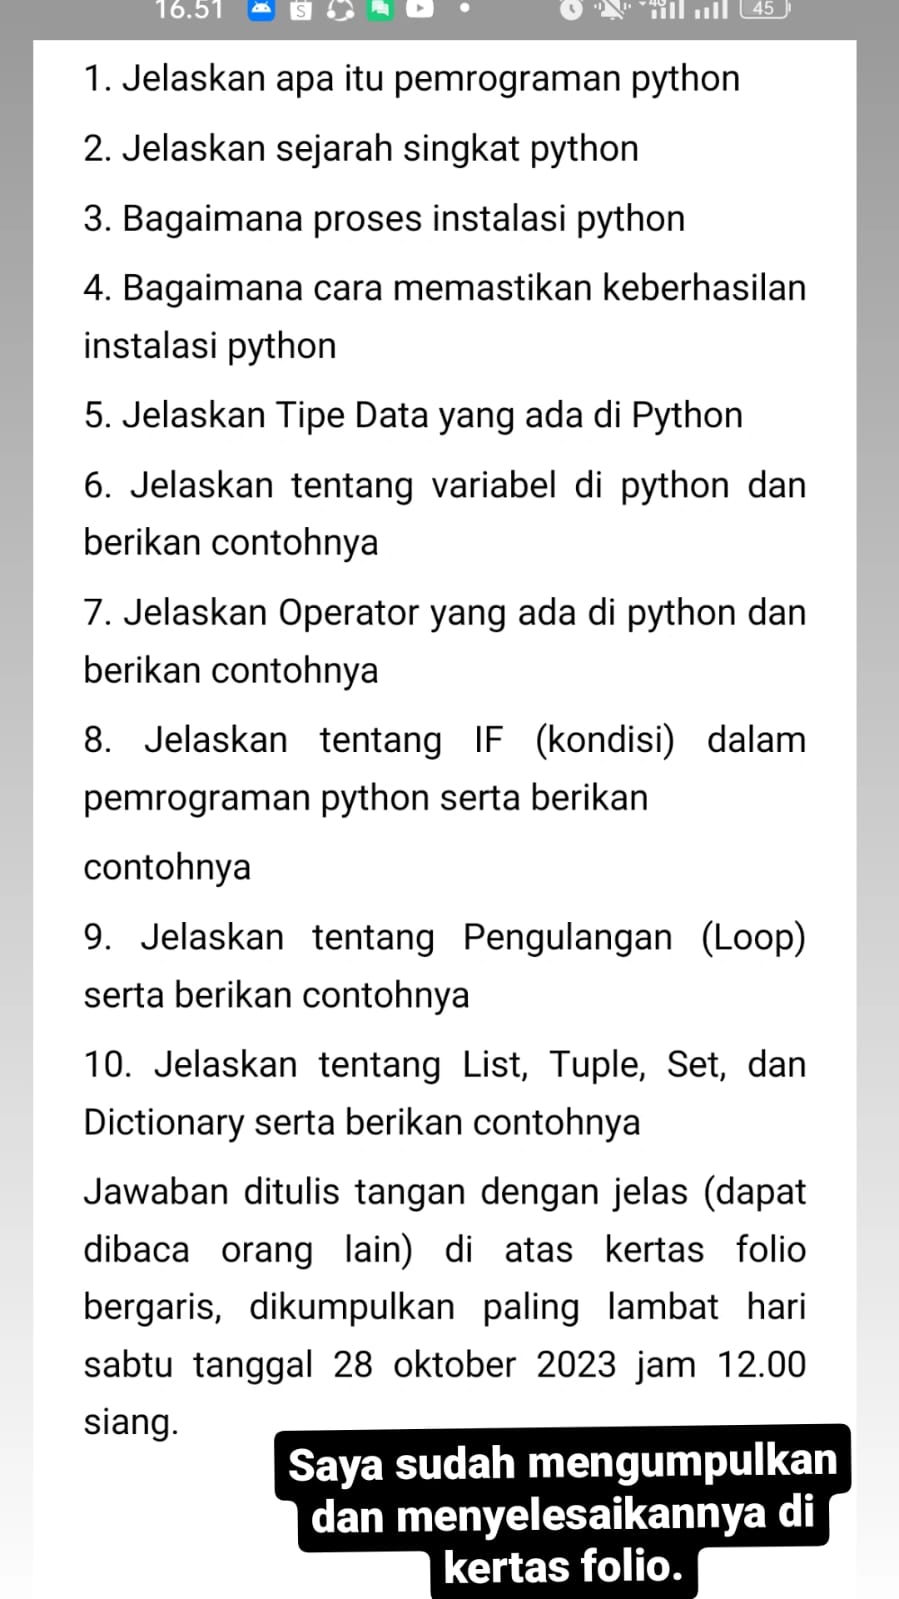 16.51
45
1. Jelaskan apa itu pemrograman python
2. Jelaskan sejarah singkat python
3. Bagaimana proses instalasi python
4. Bagaimana cara memastikan keberhasilan
instalasi python
5. Jelaskan Tipe Data yang ada di Python
6. Jelaskan tentang variabel di python dan
berikan contohnya
7. Jelaskan Operator yang ada di python dan
berikan contohnya
8. Jelaskan tentang IF (kondisi) dalam
pemrograman python serta berikan
contohnya
9. Jelaskan tentang Pengulangan (Loop)
serta berikan contohnya
10. Jelaskan tentang List, Tuple, Set, dan
Dictionary serta berikan contohnya
Jawaban ditulis tangan dengan jelas (dapat
dibaca orang lain) di atas kertas folio
bergaris, dikumpulkan paling lambat hari
sabtu tanggal 28 oktober 2023 jam 12.00
siang.
Saya sudah mengumpulkan
dan menyelesaikannya di
kertas folio.